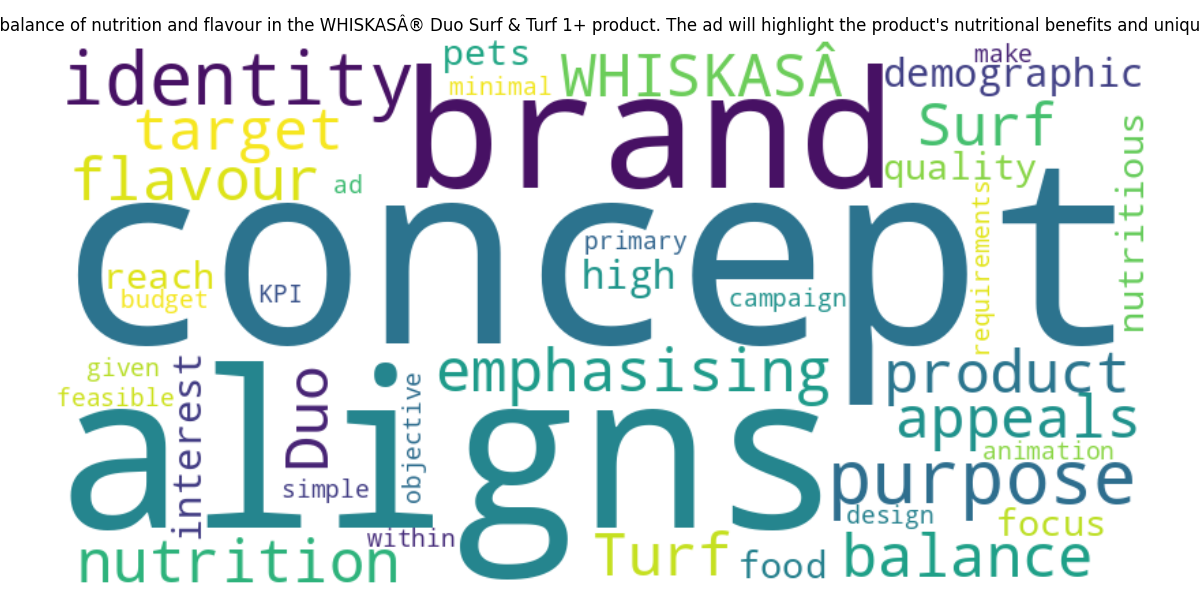 balance of nutrition and flavour in the WHISKASÂ® Duo Surf & Turf 1+ product. The ad will highlight the product's nutritional benefits and uniqu
identity
pets
minimal
WHISKASÂ
make
demographic
brand
target
Surf
flavour
ad
quality
nutritious
concept
primary
requirements
reach
high
budget
KPI
campaign
given
emphasising
product
feasible
interest
Duo
objective
aligns
appeals
animation
simple
purpose
design
focus
within
nutrition
Turf
food
balance